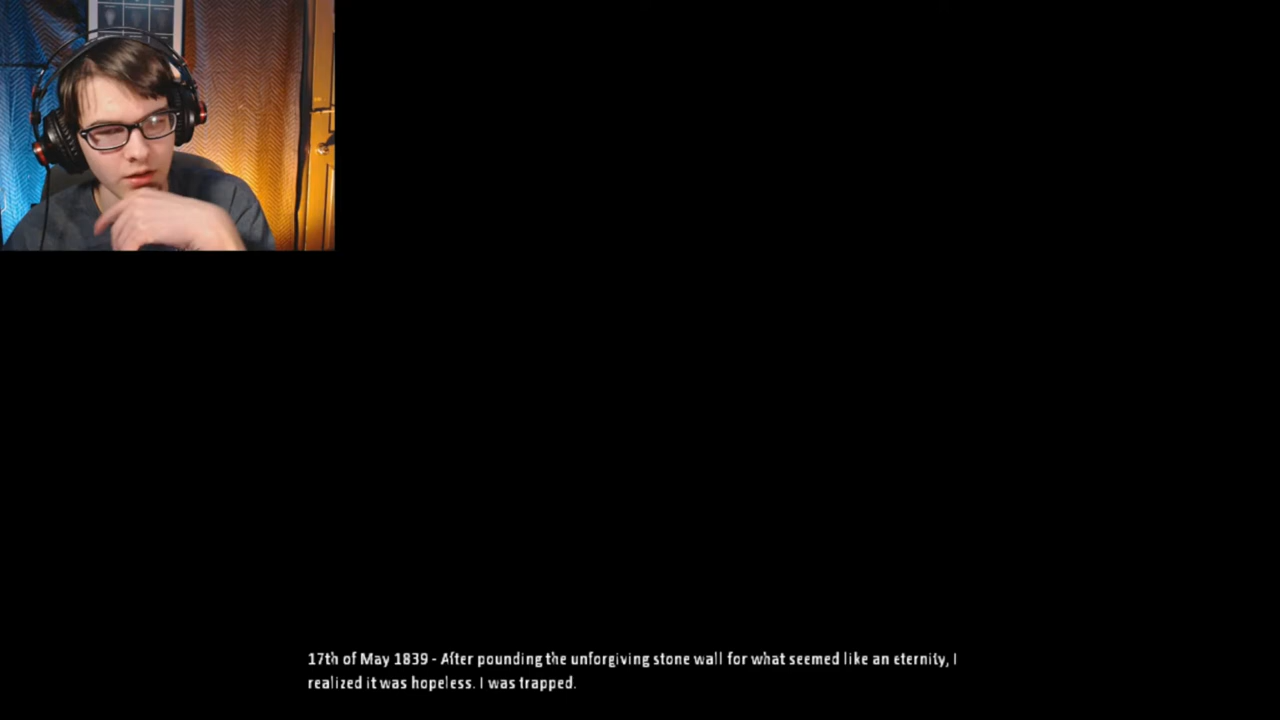 17th of May 1839 - After pounding the unforgiving stone wall for what seemed like an eternity, I
realized it was hopeless. I was trapped.